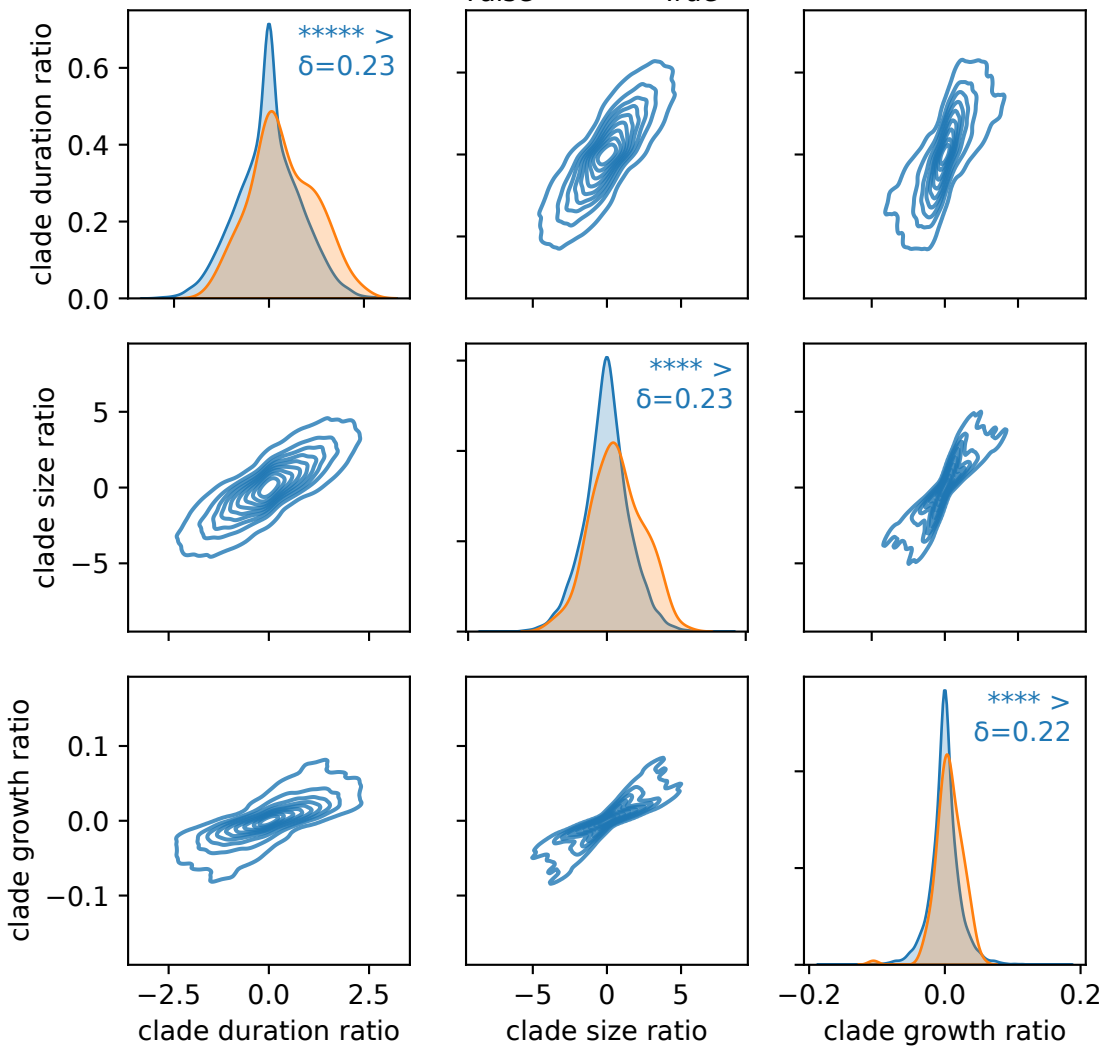 clade duration ratio
0.6
0.4
0.2
0.0
***** >
δ=0.23
clade size ratio
5
0
−5
**** >
δ=0.23
clade growth ratio
0.1
0.0
−0.1
**** >
δ=0.22
−2.5 0.0 2.5
clade duration ratio
−5 0 5
clade size ratio
−0.2 0.0 0.2
clade growth ratio